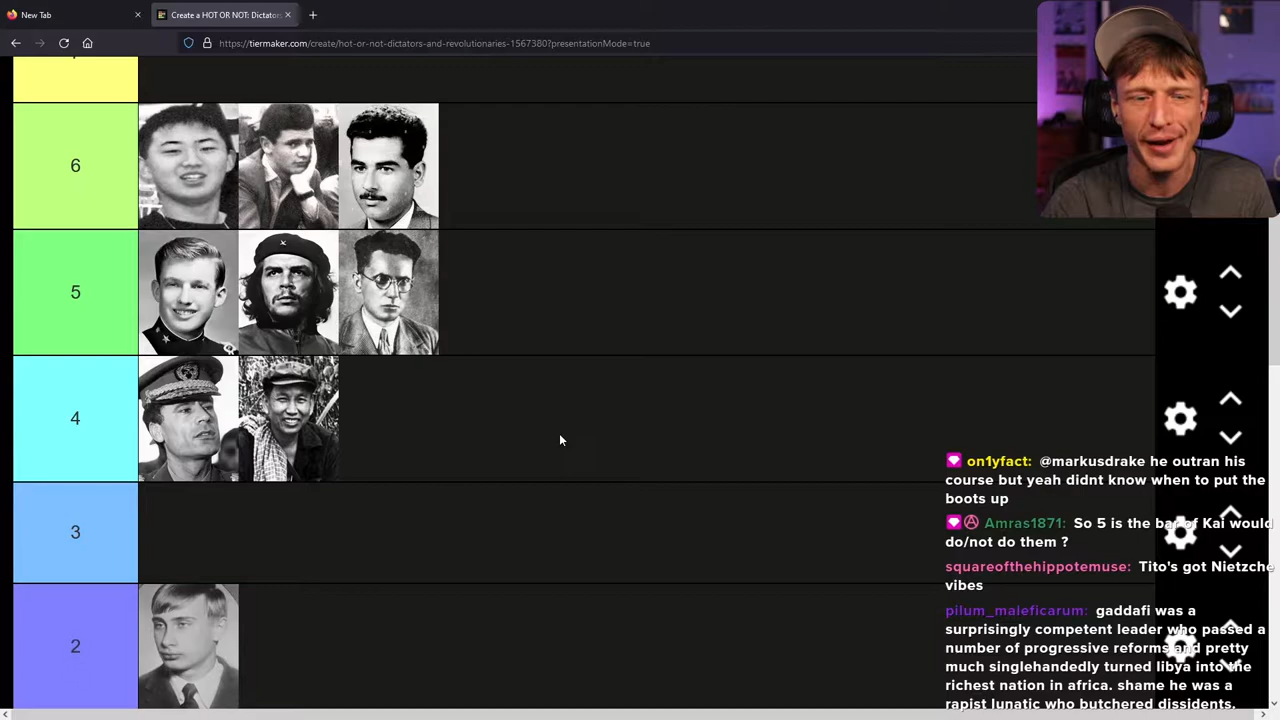 New Tab
Create a HOT OR NOT: Dictators
https://tiermaker.com/create/hot-or-not-dictators-and-revolutionaries-1567380?presentationMode=true
6
5
4
3
2
on1yfact: @markusdrake he outran his
course but yeah didnt know when to put the
boots up
Amras1871: So 5 is the bar of Kai would
do/not do them ?
squareofthehippotemuse: Tito's got Nietzche
vibes
pilum_maleficarum: gaddafi was a
surprisingly competent leader who passed a
number of progressive reforms and pretty
much singlehandedly turned libya into the
richest nation in africa. shame he was a
rapist lunatic who butchered dissidents.